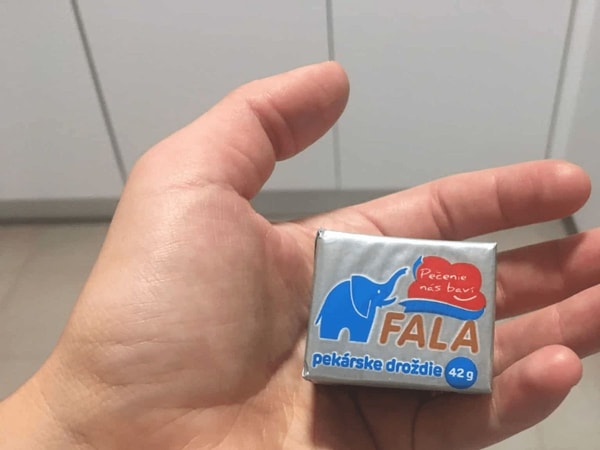 Pečenie
nás baví
FALA
pekárske droždie 42 g